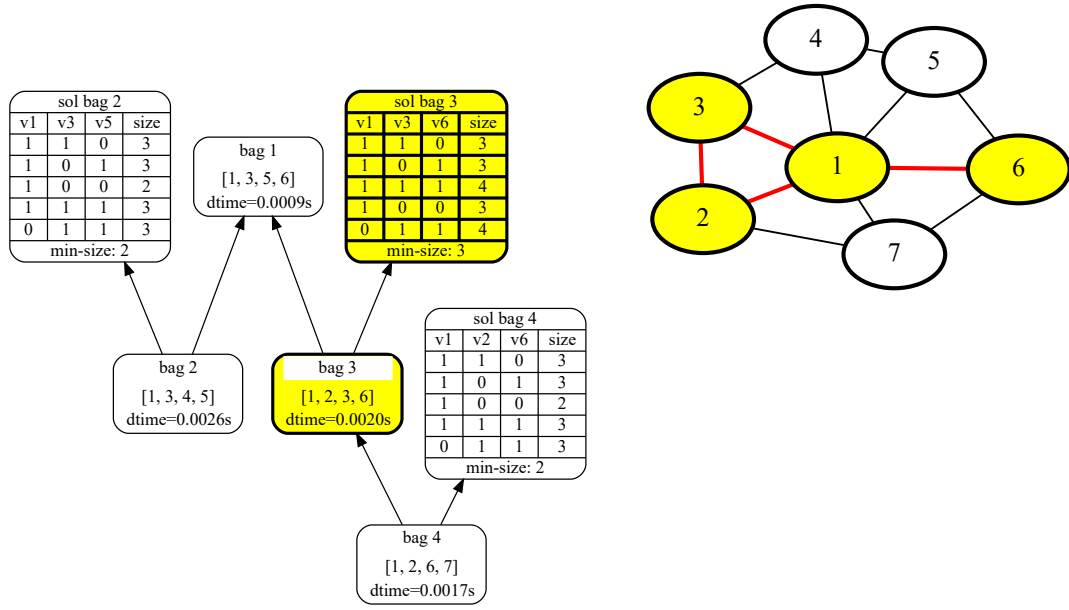 sol bag 2
v1 v3 v5 size
1 1 0 3
1 0 1 3
1 0 0 2
1 1 1 3
0 1 1 3
min-size: 2
bag 1
[1, 3, 5, 6]
dtime=0.0009s
sol bag 3
v1 v3 v6 size
1 1 0 3
1 0 1 3
1 1 1 4
1 0 0 3
0 1 1 4
min-size: 3
bag 2
[1, 3, 4, 5]
dtime=0.0026s
bag 3
[1, 2, 3, 6]
dtime=0.0020s
sol bag 4
v1 v2 v6 size
1 1 0 3
1 0 1 3
1 0 0 2
1 1 1 3
0 1 1 3
min-size: 2
bag 4
[1, 2, 6, 7]
dtime=0.0017s
4
5
3
1
6
2
7